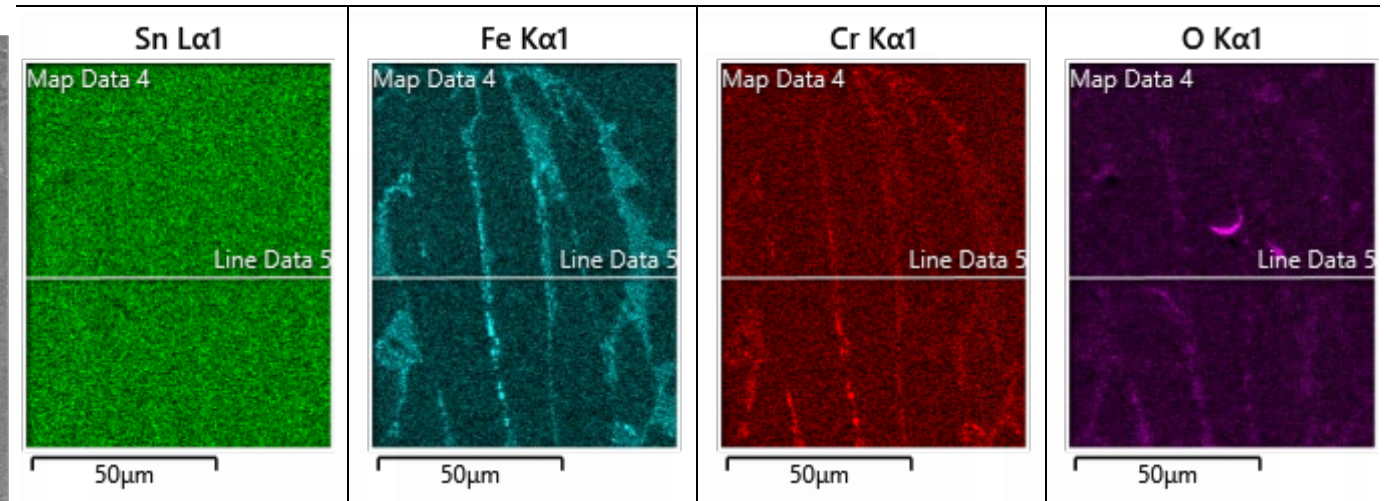 Sn Lα1
Fe Kα1
Cr Kα1
O Kα1
Map Data 4
Map Data 4
Map Data 4
Map Data 4
Line Data 5
Line Data 5
Line Data 5
Line Data 5
50μm
50μm
50μm
50μm